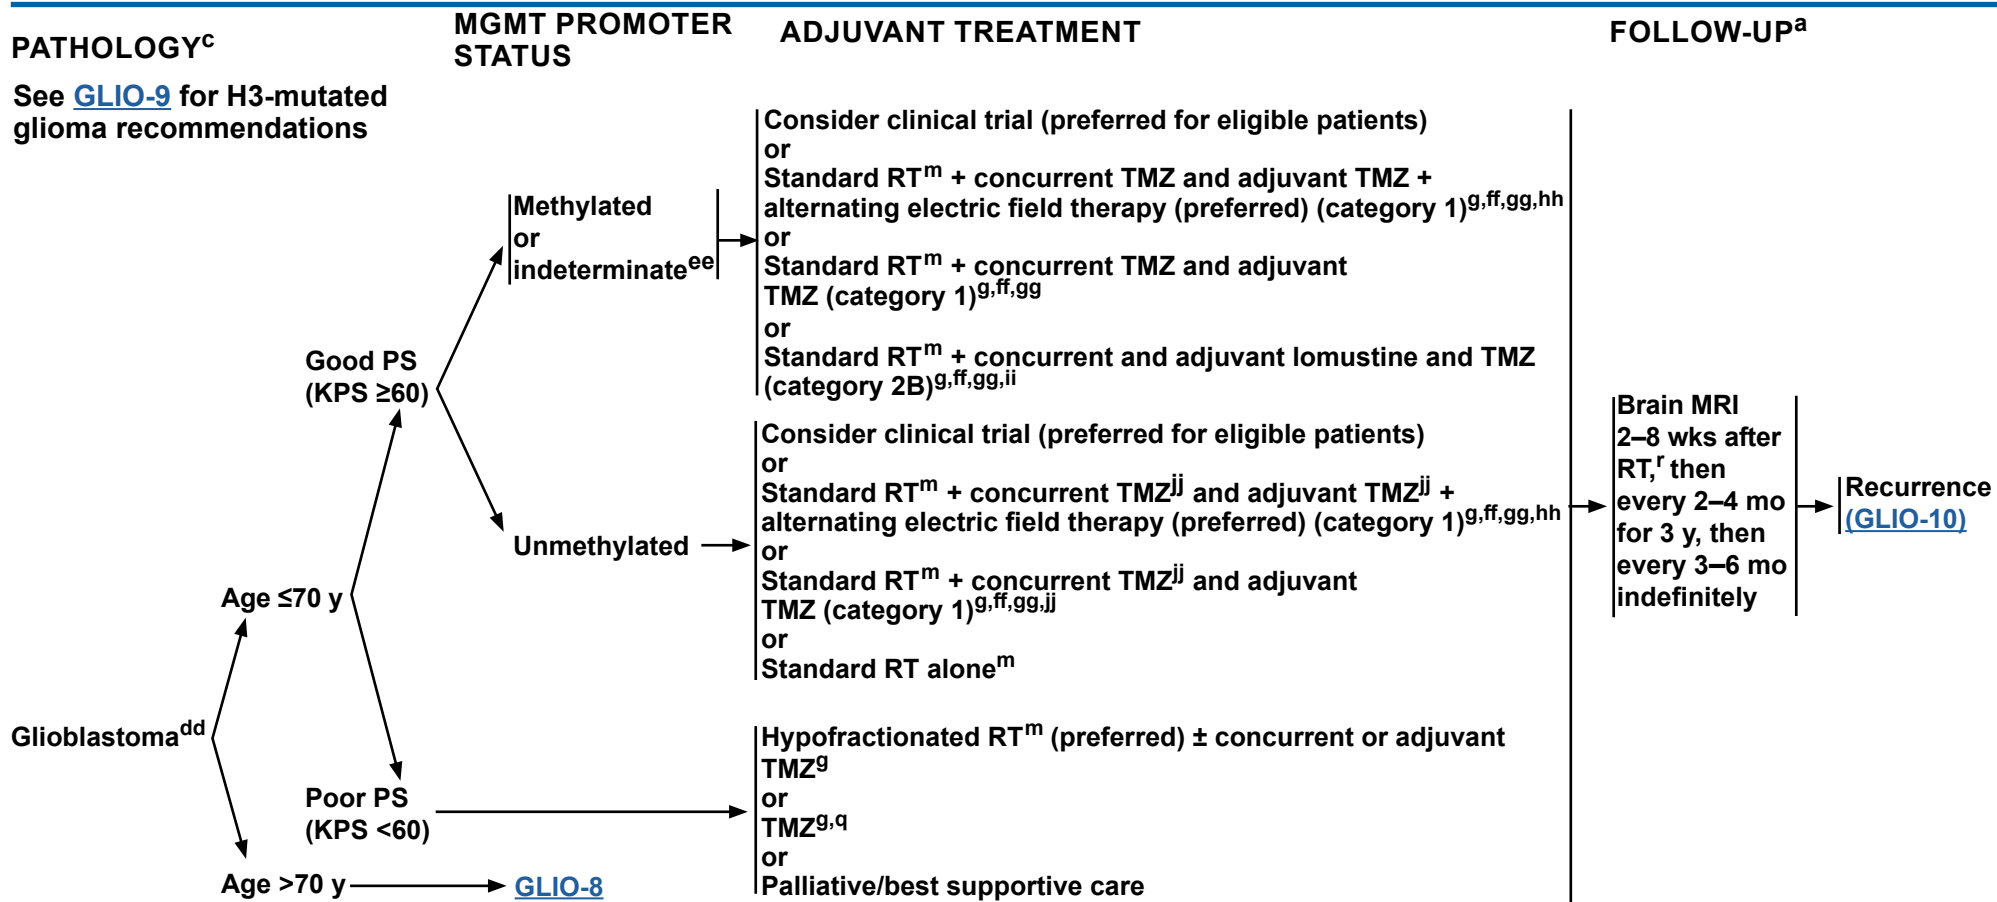 PATHOLOGYc
MGMT PROMOTER
STATUS
ADJUVANT TREATMENT
FOLLOW-UPa
See GLIO-9 for H3-mutated
glioma recommendations
Glioblastomadd
Age ≤70 y
Good PS
(KPS ≥60)
Methylated
or
indeterminateee
Consider clinical trial (preferred for eligible patients)
or
Standard RTm + concurrent TMZ and adjuvant TMZ +
alternating electric field therapy (preferred) (category 1)g,ff,gg,hh
or
Standard RTm + concurrent TMZ and adjuvant
TMZ (category 1)g,ff,gg
or
Standard RTm + concurrent and adjuvant lomustine and TMZ
(category 2B)g,ff,gg,ii
Unmethylated
Consider clinical trial (preferred for eligible patients)
or
Standard RTm + concurrent TMZjj and adjuvant TMZjj +
alternating electric field therapy (preferred) (category 1)g,ff,gg,hh
or
Standard RTm + concurrent TMZjj and adjuvant
TMZ (category 1)g,ff,gg,jj
or
Standard RT alonem
Poor PS
(KPS <60)
Hypofractionated RTm (preferred) ± concurrent or adjuvant
TMZg
or
TMZg,q
or
Palliative/best supportive care
Age >70 y
GLIO-8
Brain MRI
2–8 wks after
RT,r then
every 2–4 mo
for 3 y, then
every 3–6 mo
indefinitely
Recurrence
(GLIO-10)